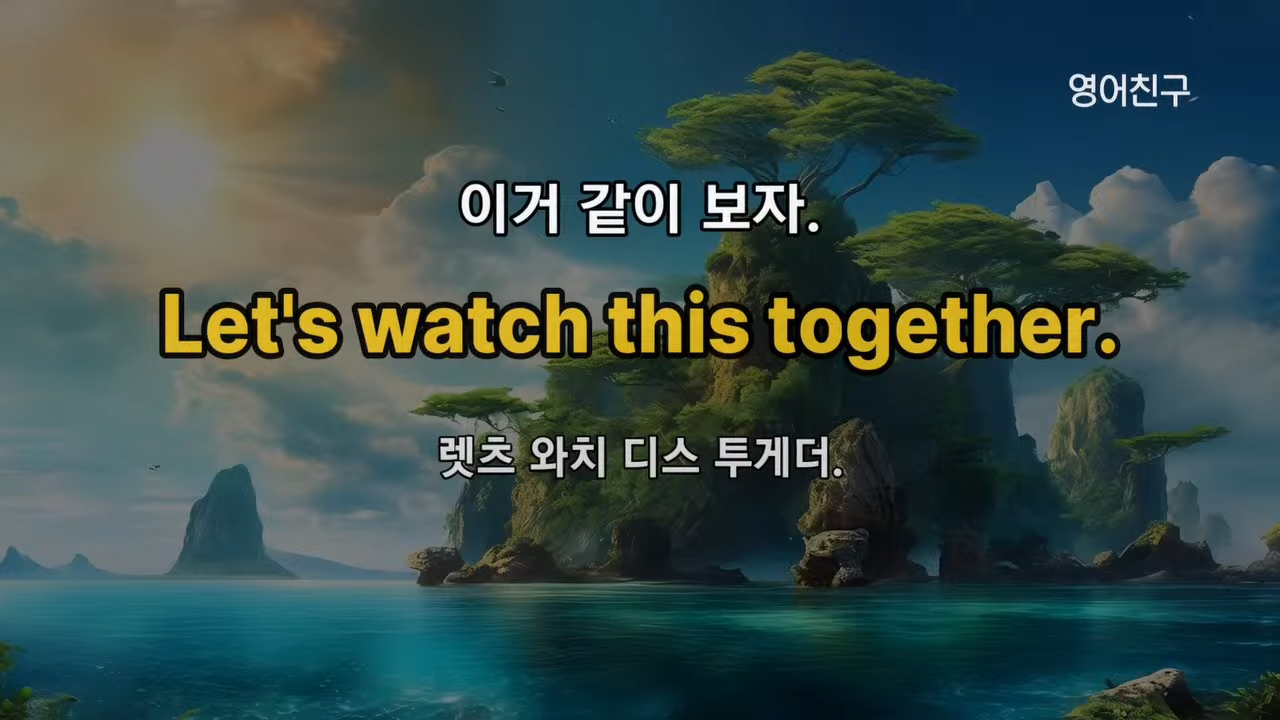 영어친구
이거 같이 보자.
Let's watch this together.
렛츠 와치 디스 투게더.